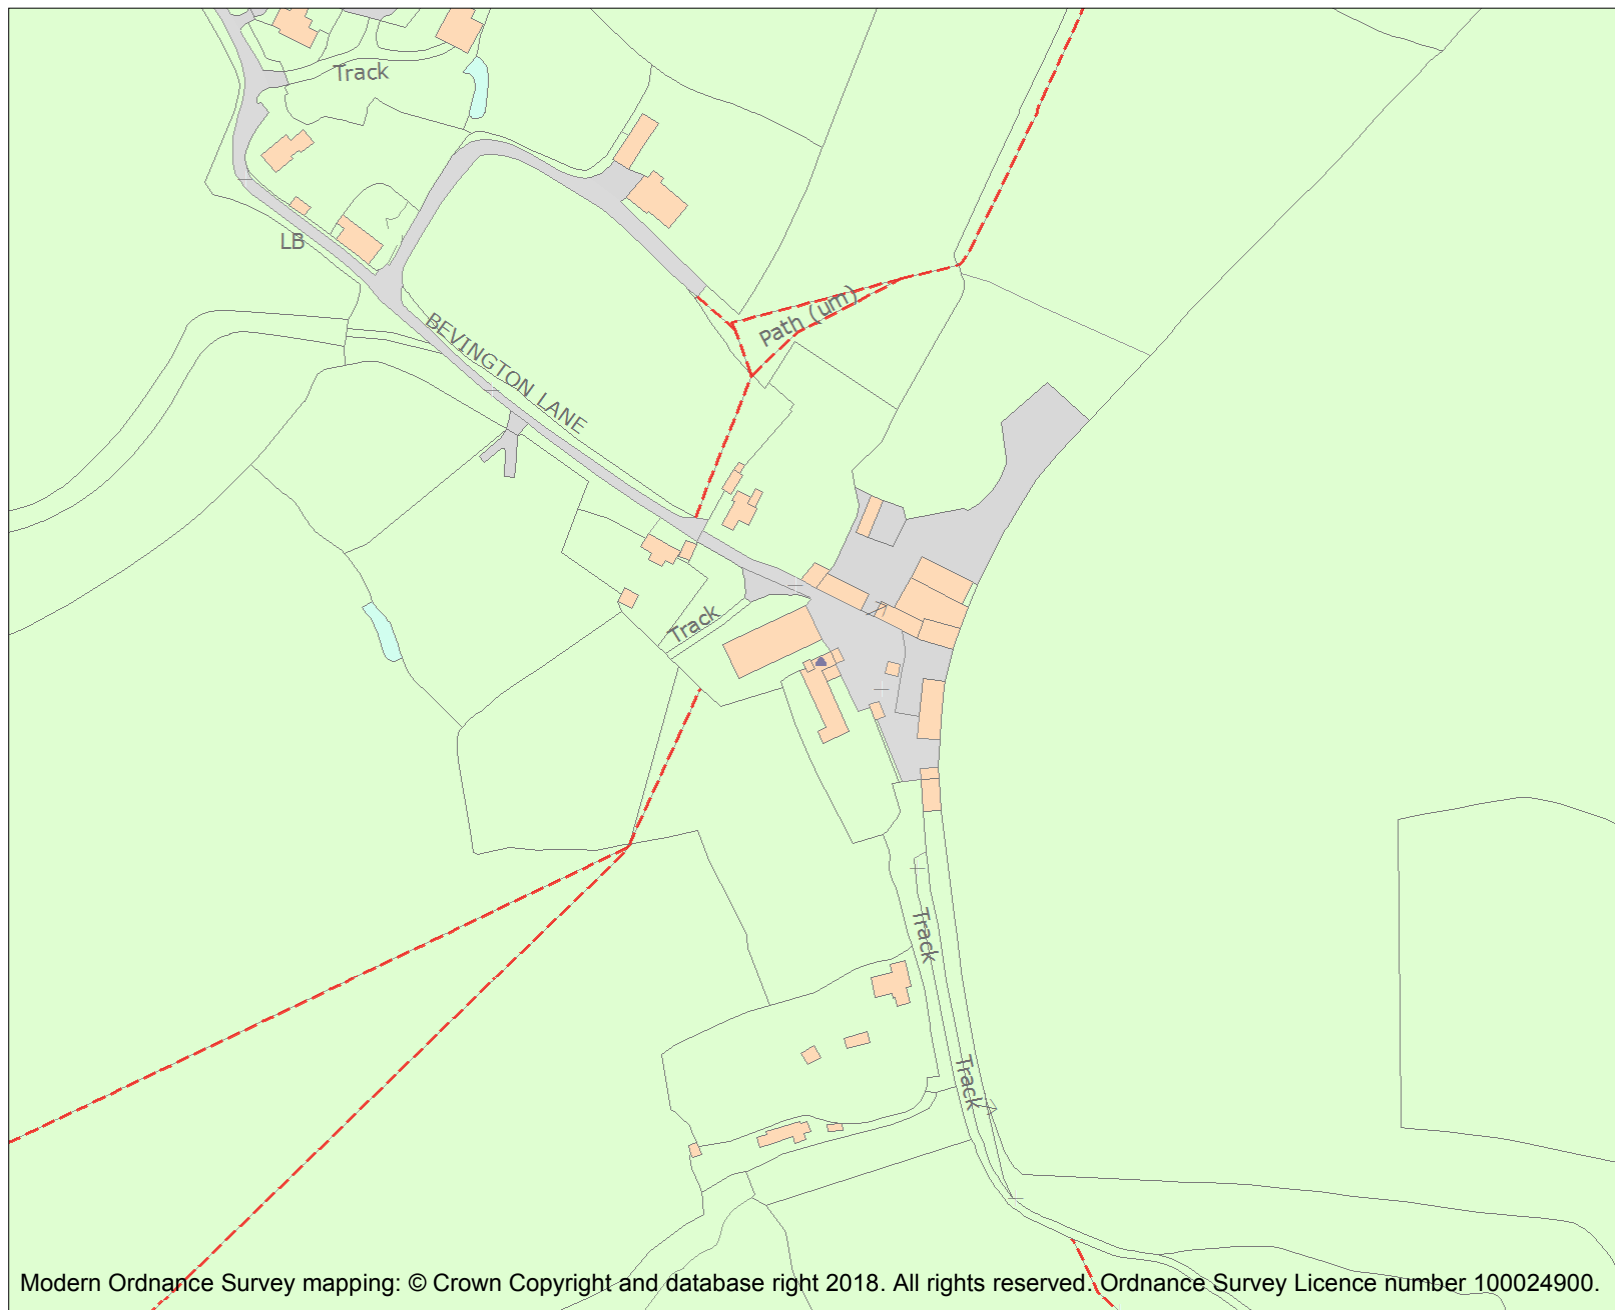 Track
LB
Path (um)
BEVINGTON LANE
Track
Track
Track
Modern Ordnance Survey mapping: © Crown Copyright and database right 2018. All rights reserved. Ordnance Survey Licence number 100024900.